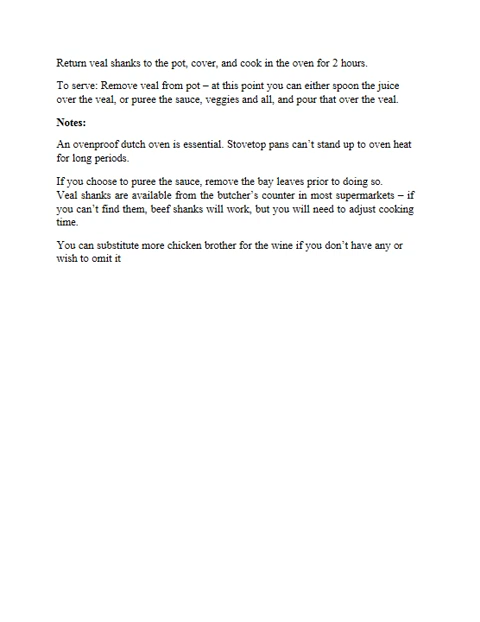 Return veal shanks to the pot, cover, and cook in the oven for 2 hours.
To serve: Remove veal from pot – at this point you can either spoon the juice
over the veal, or puree the sauce, veggies and all, and pour that over the veal.
Notes:
An ovenproof dutch oven is essential. Stovetop pans can’t stand up to oven heat
for long periods.
If you choose to puree the sauce, remove the bay leaves prior to doing so.
Veal shanks are available from the butcher’s counter in most supermarkets – if
you can’t find them, beef shanks will work, but you will need to adjust cooking
time.
You can substitute more chicken brother for the wine if you don’t have any or
wish to omit it